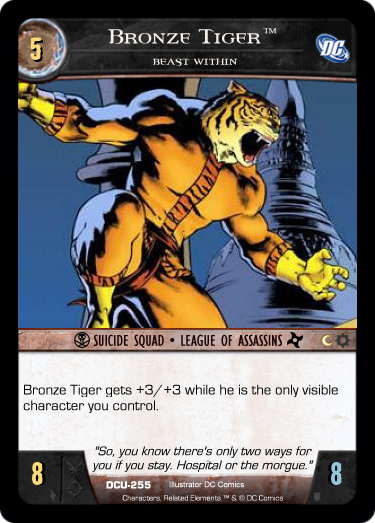 5
BRONZE TIGER™
DC
BEAST WITHIN
SUICIDE SQUAD • LEAGUE OF ASSASSINS
Bronze Tiger gets +3/+3 while he is the only visible
character you control.
"So, you know there's only two ways for
you if you stay. Hospital or the morgue."
8
8
DCU-255 Illustrator DC Comics
Characters, Related Elements ™ & © DC Comics